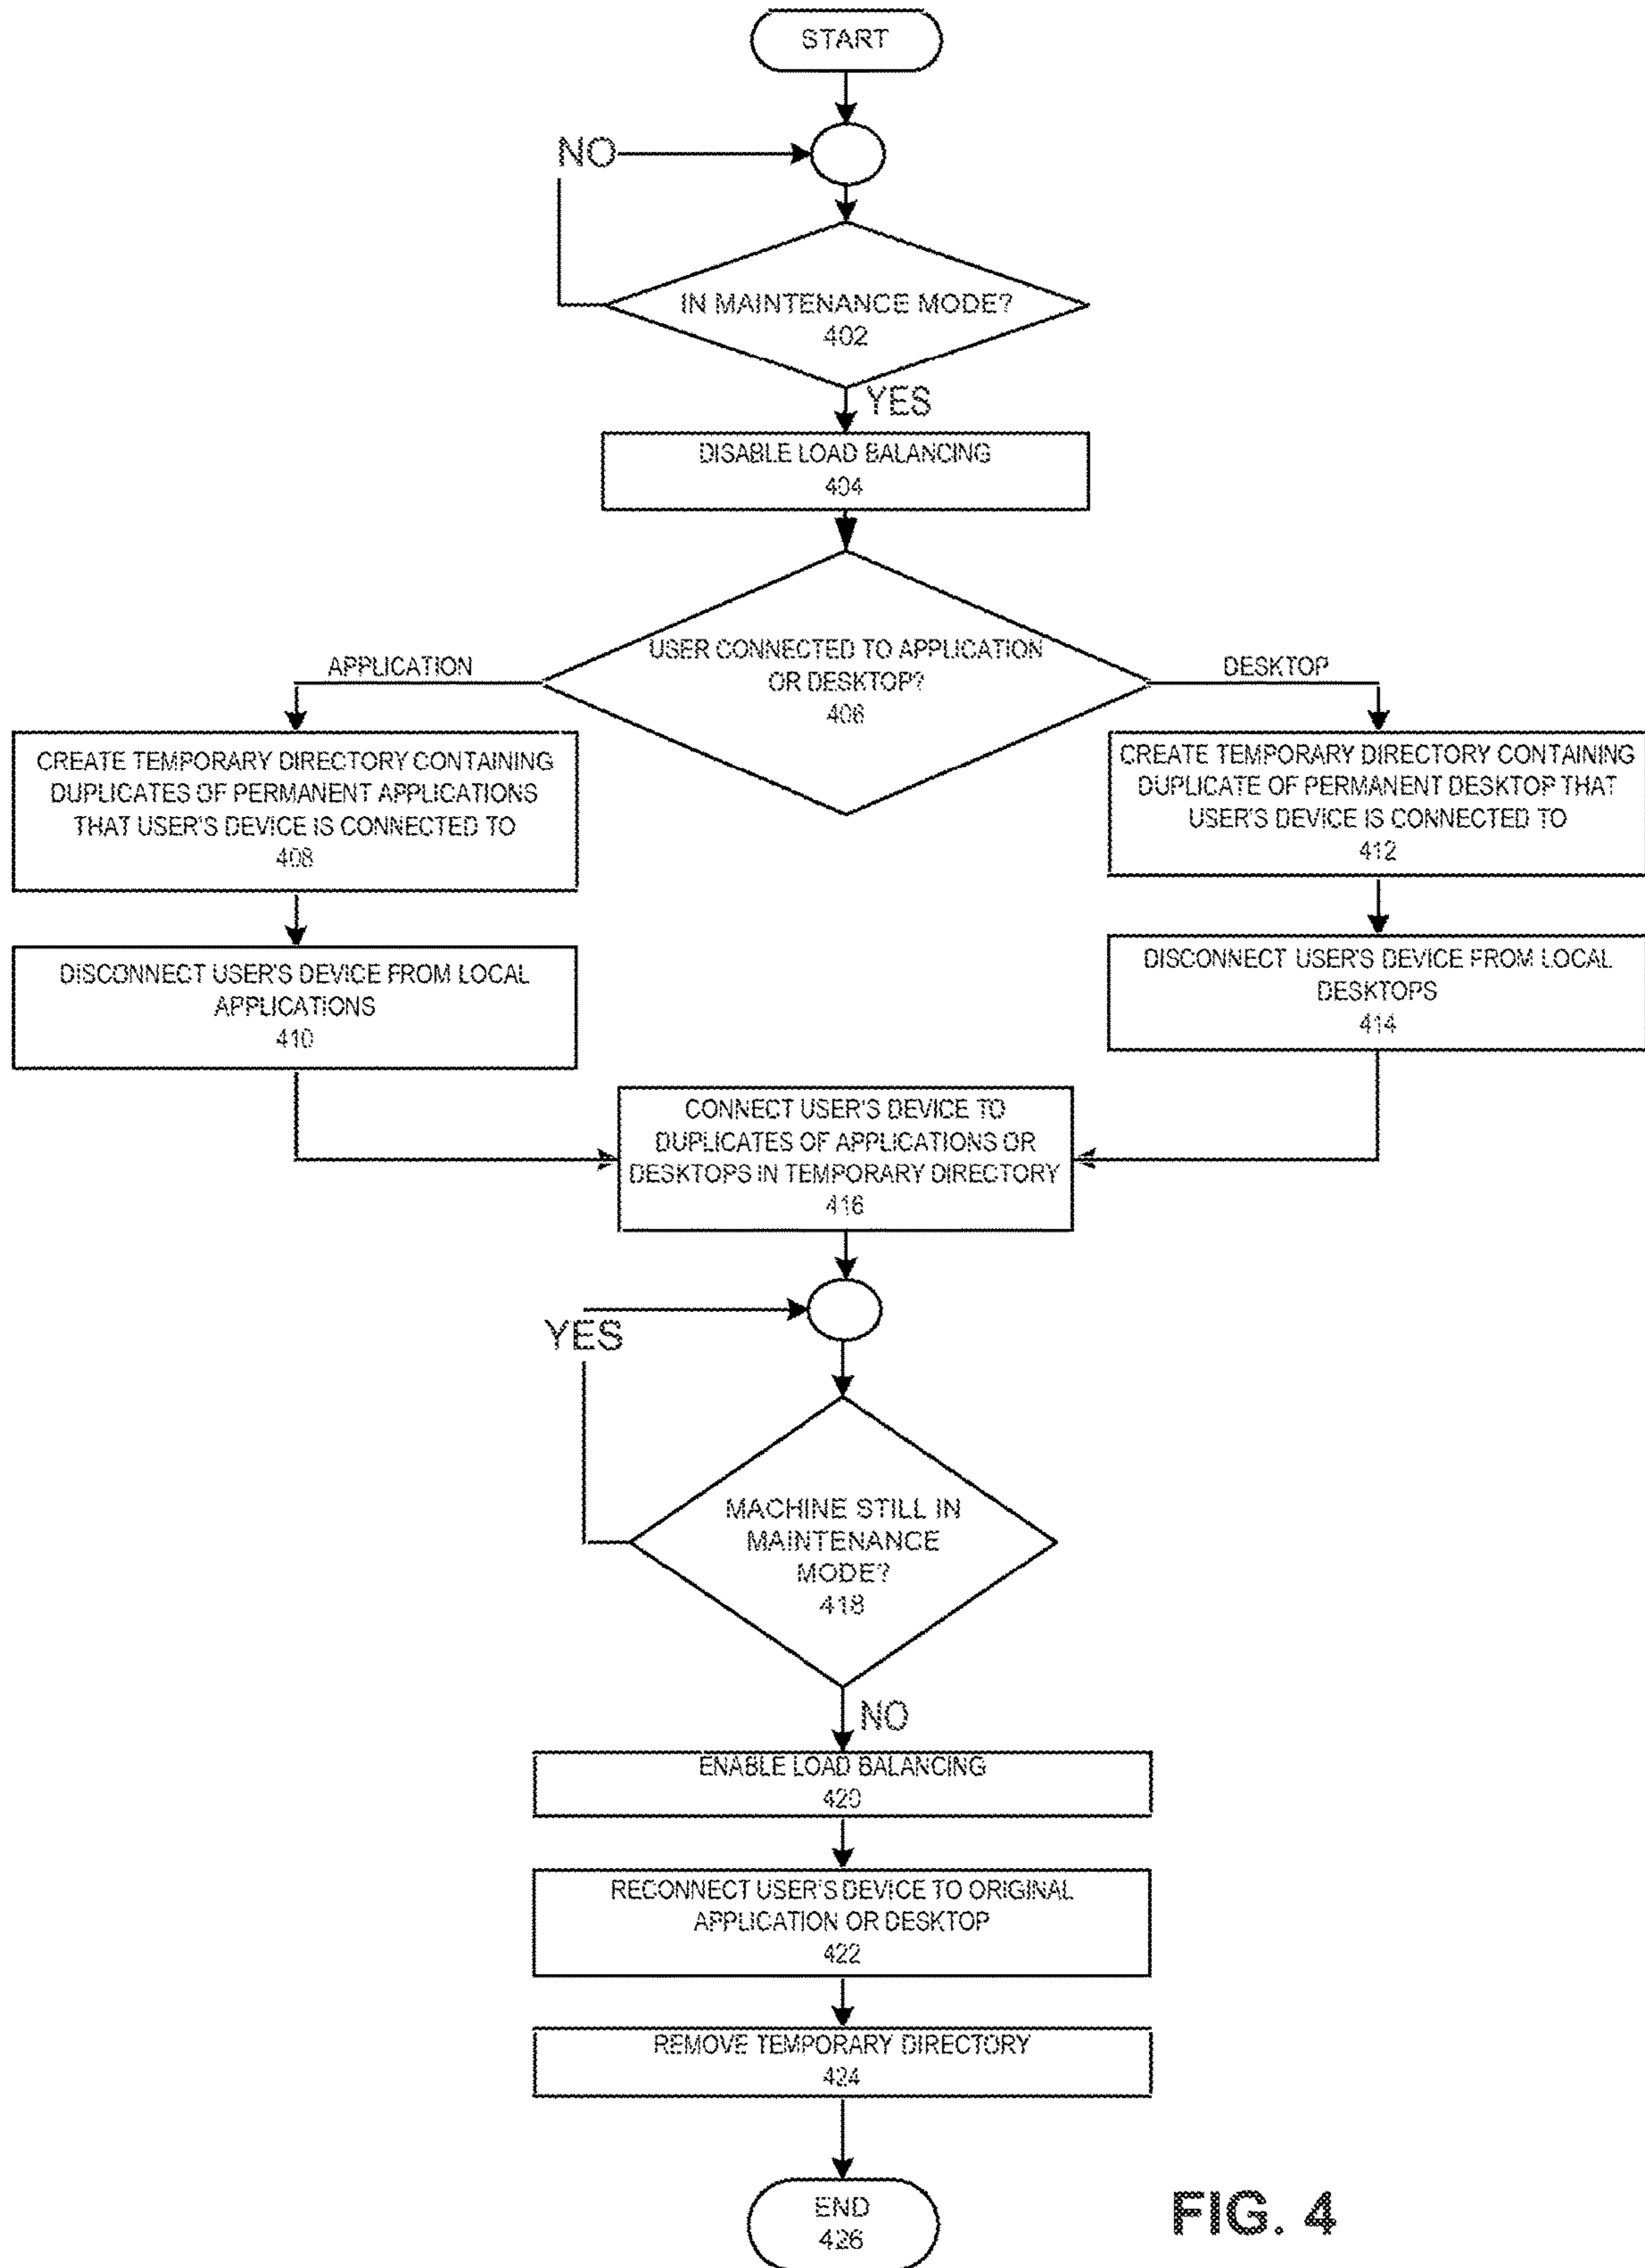 START
NO
IN MAINTENANCE MODE?
402
YES
DISABLE LOAD BALANCING
404
USER CONNECTED TO APPLICATION
OR DESKTOP?
406
APPLICATION
DESKTOP
CREATE TEMPORARY DIRECTORY CONTAINING
DUPLICATES OF PERMANENT APPLICATIONS
THAT USER'S DEVICE IS CONNECTED TO
408
CREATE TEMPORARY DIRECTORY CONTAINING
DUPLICATE OF PERMANENT DESKTOP THAT
USER'S DEVICE IS CONNECTED TO
412
DISCONNECT USER'S DEVICE FROM LOCAL
APPLICATIONS
410
DISCONNECT USER'S DEVICE FROM LOCAL
DESKTOPS
414
CONNECT USER'S DEVICE TO
DUPLICATES OF APPLICATIONS OR
DESKTOPS IN TEMPORARY DIRECTORY
416
YES
MACHINE STILL IN
MAINTENANCE
MODE?
418
NO
ENABLE LOAD BALANCING
420
RECONNECT USER'S DEVICE TO ORIGINAL
APPLICATION OR DESKTOP
422
REMOVE TEMPORARY DIRECTORY
424
END
426
FIG. 4